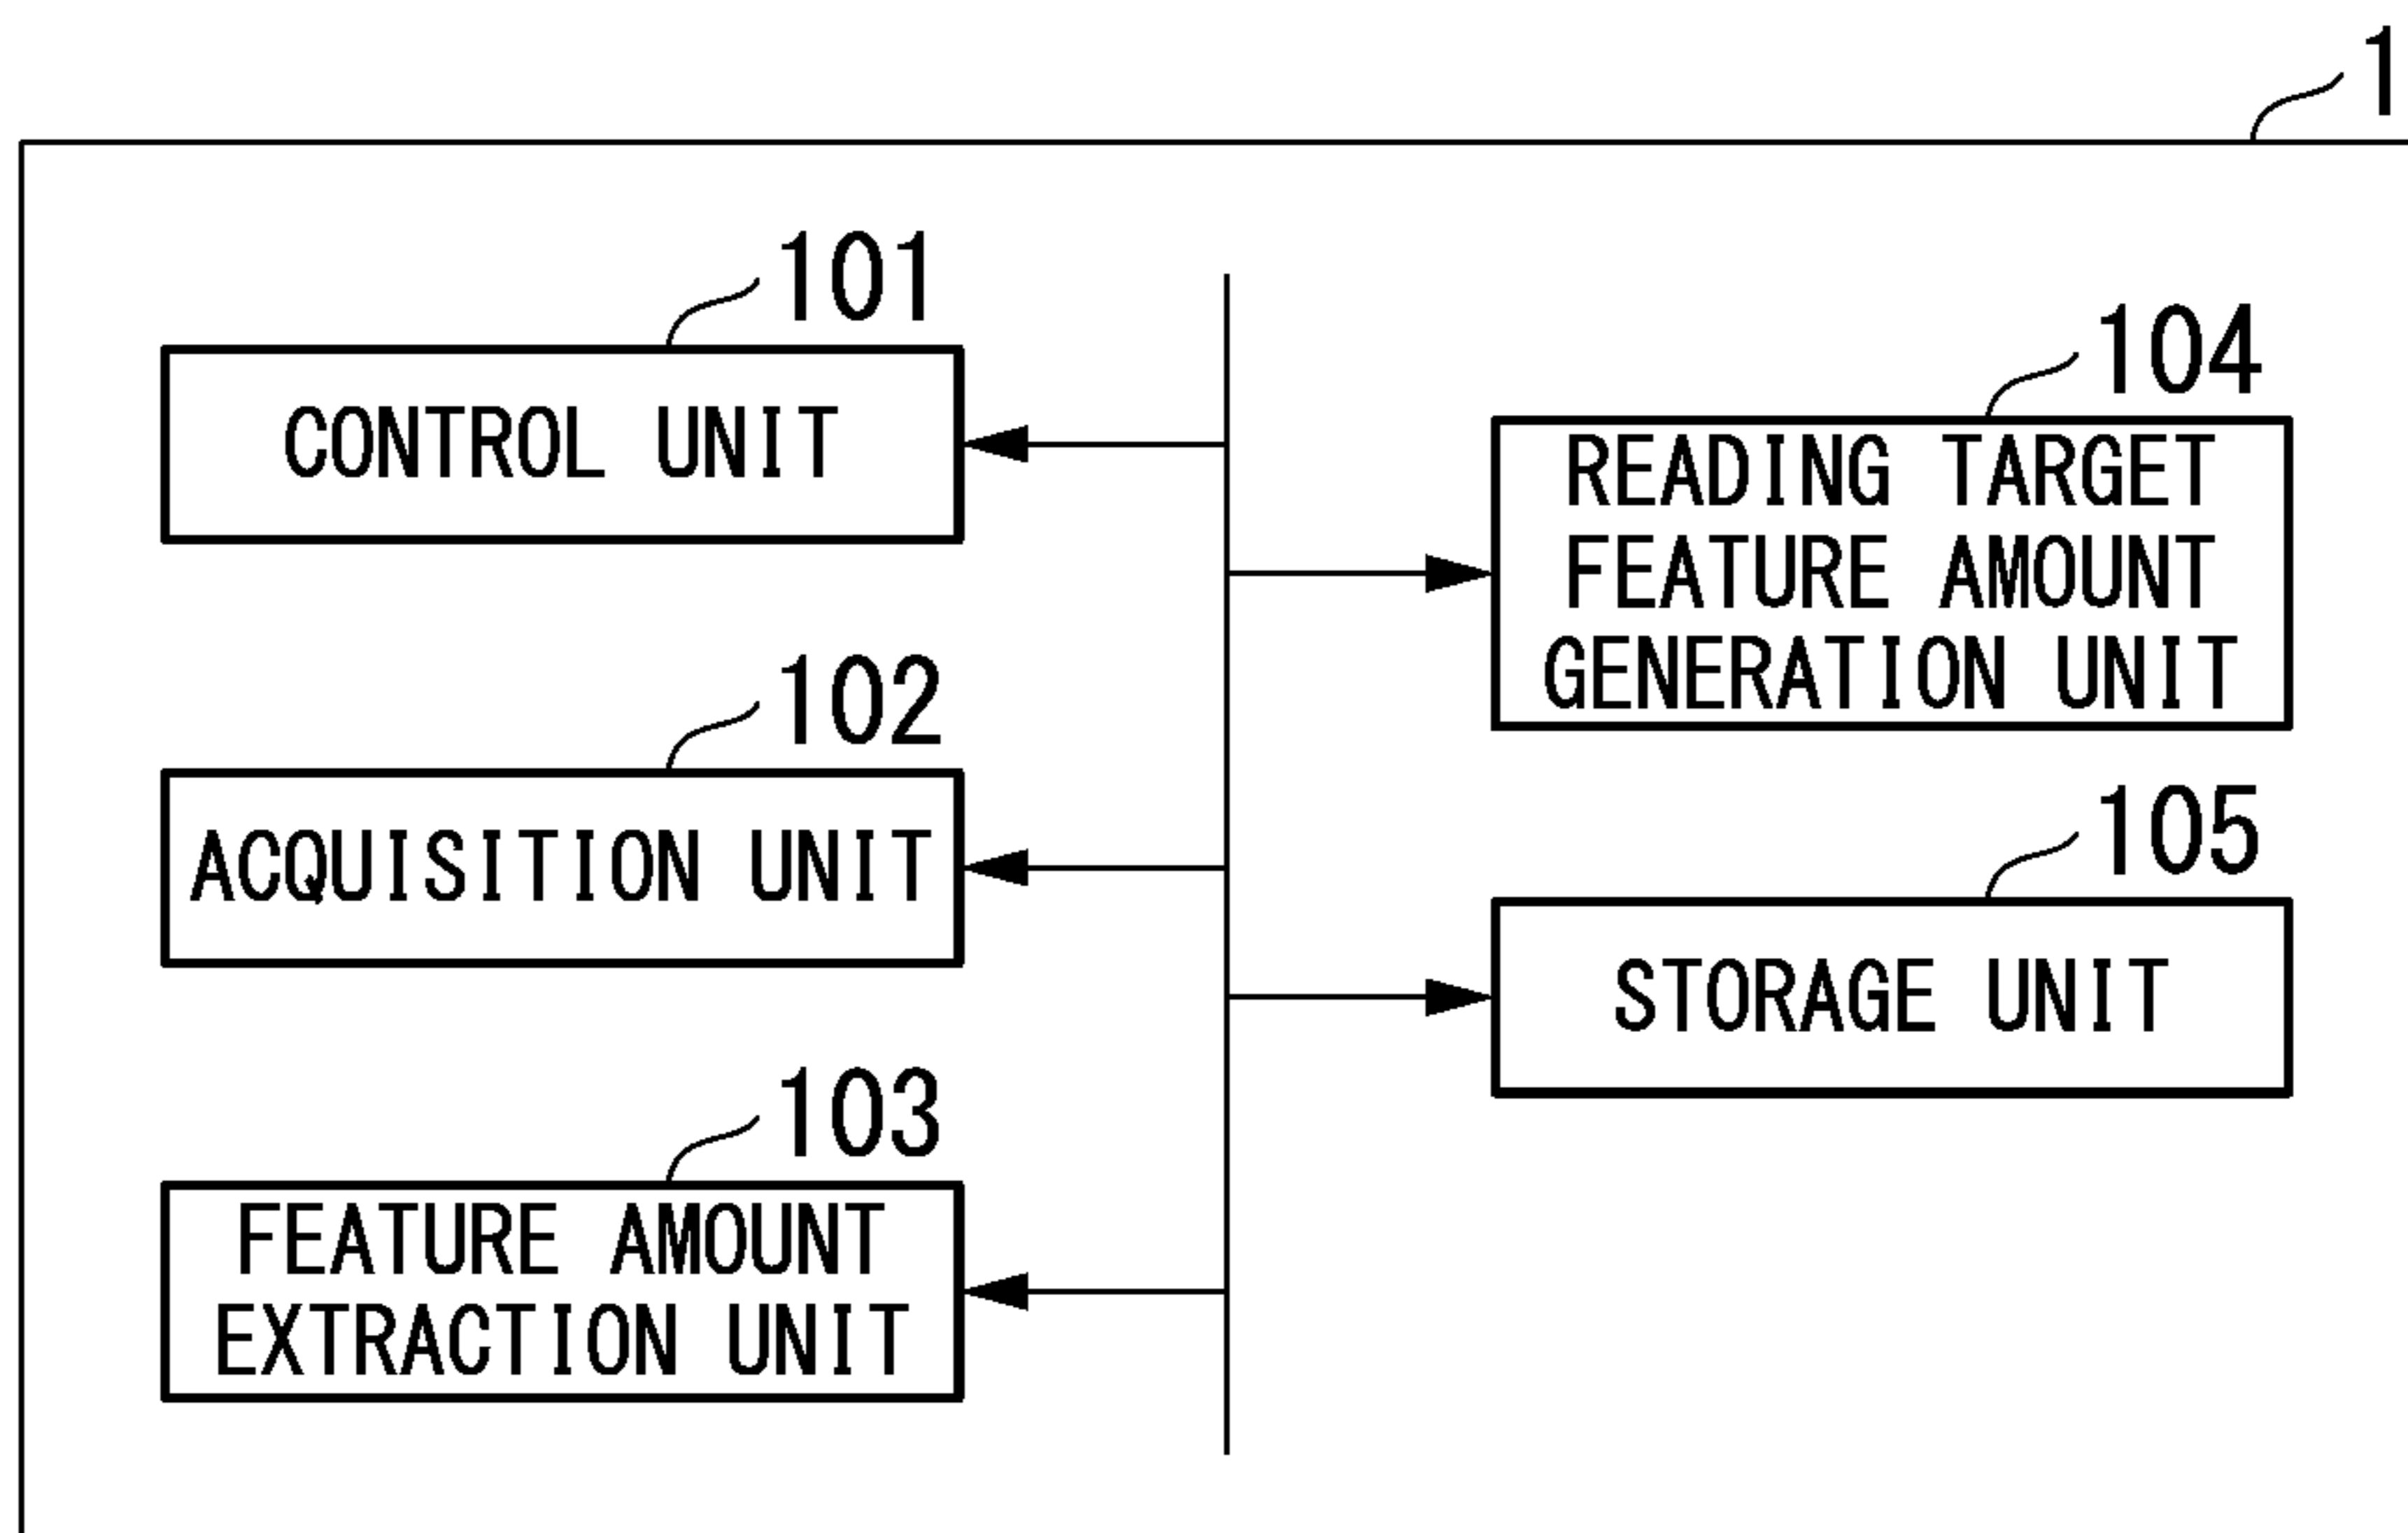 1
101
CONTROL UNIT
102
ACQUISITION UNIT
103
FEATURE AMOUNT
EXTRACTION UNIT
104
READING TARGET
FEATURE AMOUNT
GENERATION UNIT
105
STORAGE UNIT